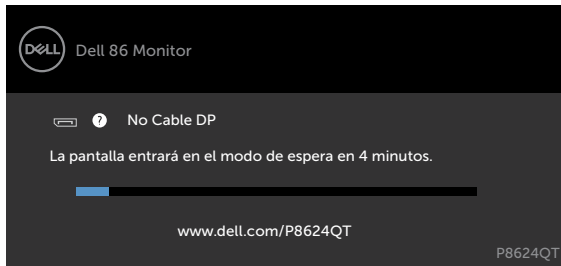 DELL
Dell 86 Monitor
? No Cable DP
La pantalla entrará en el modo de espera en 4 minutos.
www.dell.com/P8624QT
P8624QT